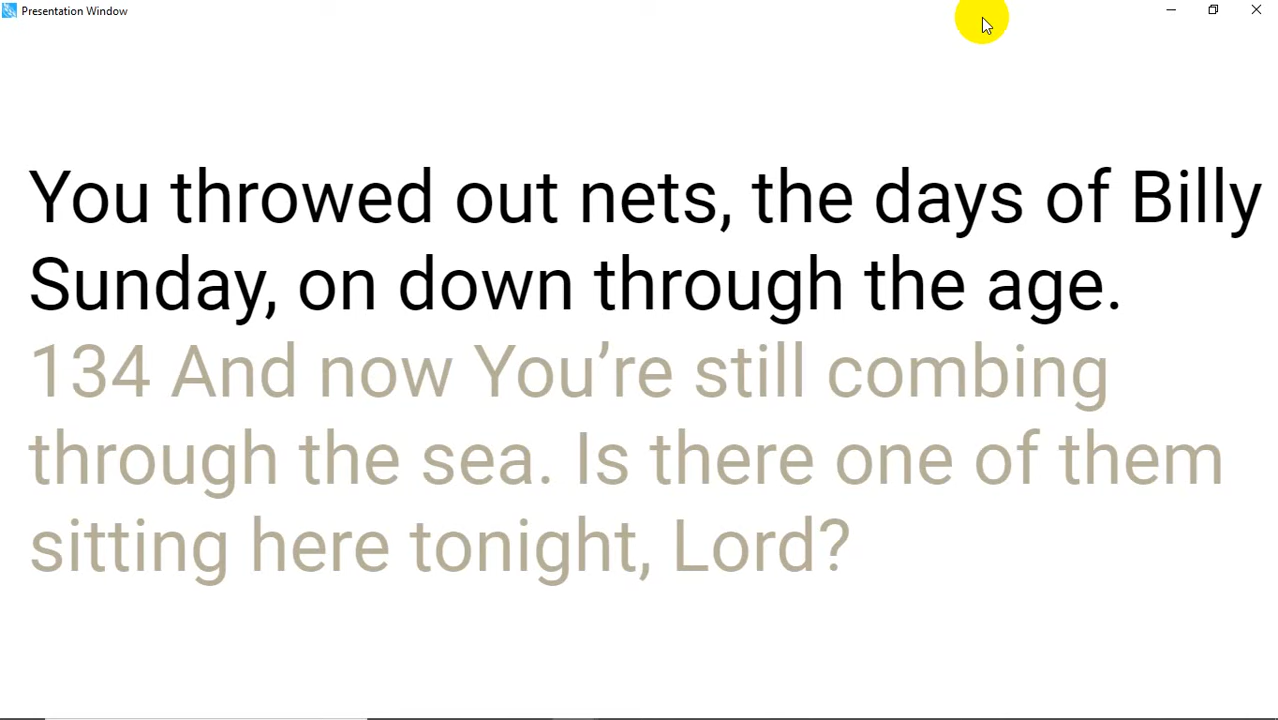 Presentation Window
You throwed out nets, the days of Billy
Sunday, on down through the age.
134 And now You’re still combing
through the sea. Is there one of them
sitting here tonight, Lord?